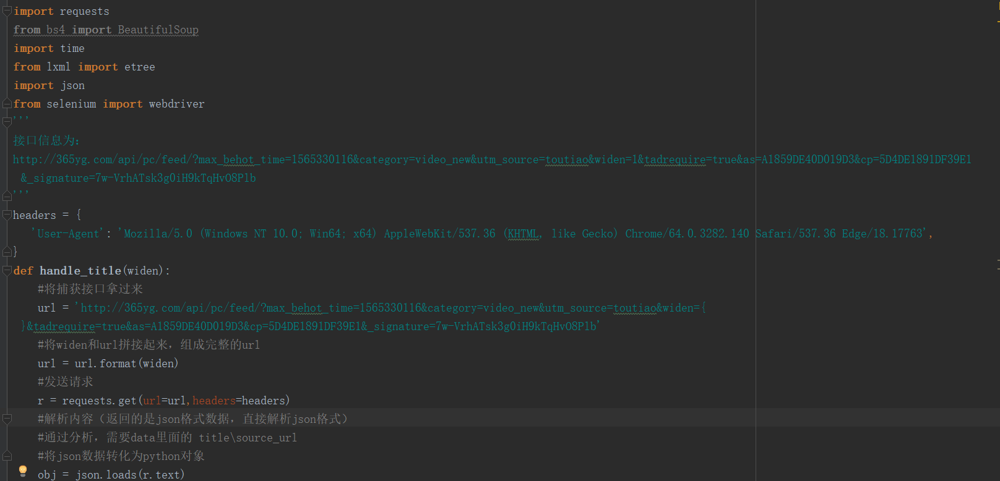 import requests
from bs4 import BeautifulSoup
import time
from lxml import etree
import json
from selenium import webdriver
'''
接口信息为:
http://365yg.com/api/pc/feed/?max_behot_time=1565330116&category=video_new&utm_source=toutiao&widen=1&tadrequire=true&as=A1859DE40D019D3&cp=5D4DE1891DF39E1
&_signature=7w-VrhATsk3g0iH9kTqHvO8Plb
'''
headers = {
'User-Agent': 'Mozilla/5.0 (Windows NT 10.0; Win64; x64) AppleWebKit/537.36 (KHTML, like Gecko) Chrome/64.0.3282.140 Safari/537.36 Edge/18.17763',
}
def handle_title(widen):
#将捕获接口拿过来
url = 'http://365yg.com/api/pc/feed/?max_behot_time=1565330116&category=video_new&utm_source=toutiao&widen={
}&tadrequire=true&as=A1859DE40D019D3&cp=5D4DE1891DF39E1&_signature=7w-VrhATsk3g0iH9kTqHvO8Plb'
#将widen和url拼接起来，组成完整的url
url = url.format(widen)
#发送请求
r = requests.get(url=url,headers=headers)
#解析内容（返回的是json格式数据，直接解析json格式）
#通过分析，需要data里面的 title\source_url
#将json数据转化为python对象
obj = json.loads(r.text)